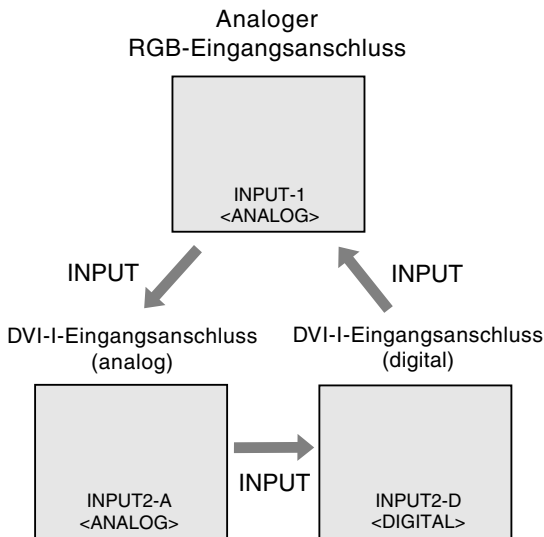 Analoger
RGB-Eingangsanschluss
INPUT-1
<ANALOG>
INPUT
INPUT
DVI-I-Eingangsanschluss
(analog)
DVI-I-Eingangsanschluss
(digital)
INPUT
INPUT2-A
<ANALOG>
INPUT2-D
<DIGITAL>